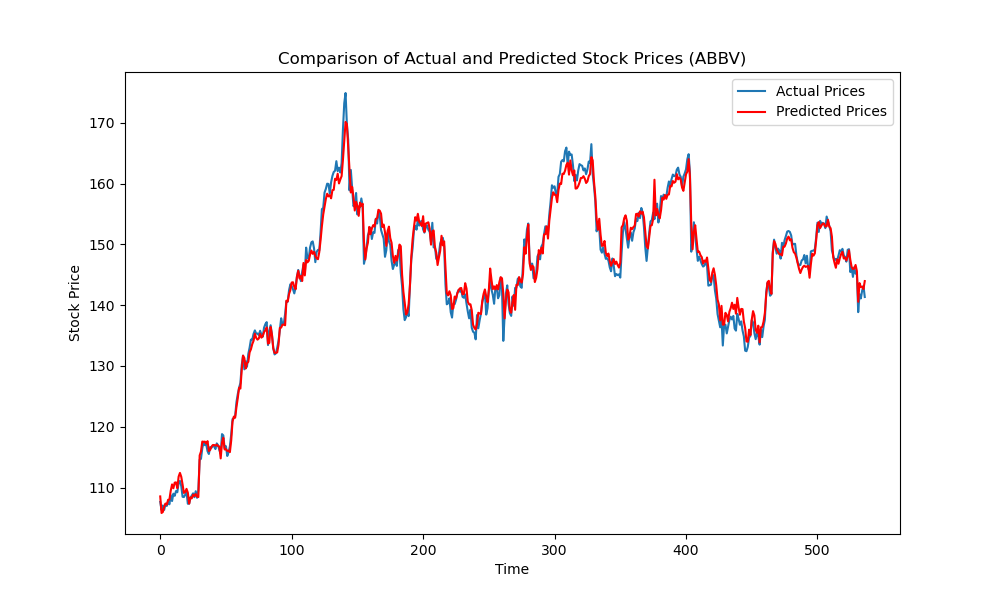 Comparison of Actual and Predicted Stock Prices (ABBV)
Actual Prices
Predicted Prices
Stock Price
170
160
150
140
130
120
110
0 100 200 300 400 500
Time